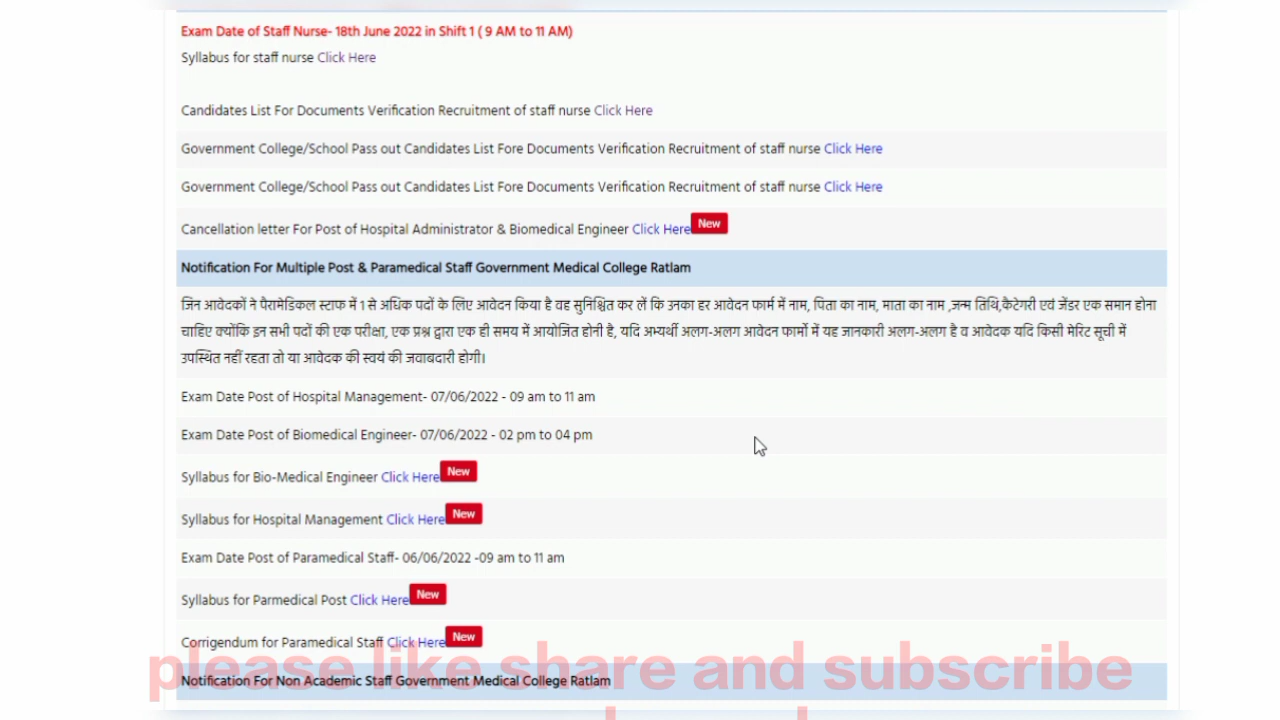 Exam Date of Staff Nurse- 18th June 2022 in Shift 1 ( 9 AM to 11 AM)
Syllabus for staff nurse Click Here
Candidates List For Documents Verification Recruitment of staff nurse Click Here
Government College/School Pass out Candidates List Fore Documents Verification Recruitment of staff nurse Click Here
Government College/School Pass out Candidates List Fore Documents Verification Recruitment of staff nurse Click Here
Cancellation letter For Post of Hospital Administrator & Biomedical Engineer Click Here New
Notification For Multiple Post & Paramedical Staff Government Medical College Ratlam
जिन आवेदकों ने पैरामेडिकल स्टाफ में 1 से अधिक पदों के लिए आवेदन किया है वह सुनिश्चित कर लें कि उनका हर आवेदन फार्म में नाम, पिता का नाम, माता का नाम ,जन्म तिथि,कैटेगरी एवं जेंडर एक समान होना
चाहिए क्योंकि इन सभी पदों की एक परीक्षा, एक प्रश्न द्वारा एक ही समय में आयोजित होनी है, यदि अभ्यर्थी अलग-अलग आवेदन फार्मो में यह जानकारी अलग-अलग है व आवेदक यदि किसी मेरिट सूची में
उपस्थित नहीं रहता तो या आवेदक की स्वयं की जवाबदारी होगी।
Exam Date Post of Hospital Management- 07/06/2022 - 09 am to 11 am
Exam Date Post of Biomedical Engineer- 07/06/2022 - 02 pm to 04 pm
Syllabus for Bio-Medical Engineer Click Here New
Syllabus for Hospital Management Click Here New
Exam Date Post of Paramedical Staff- 06/06/2022 -09 am to 11 am
Syllabus for Parmedical Post Click Here New
Corrigendum for Paramedical Staff Click Here New
please like share and subscribe
Notification For Non Academic Staff Government Medical College Ratlam